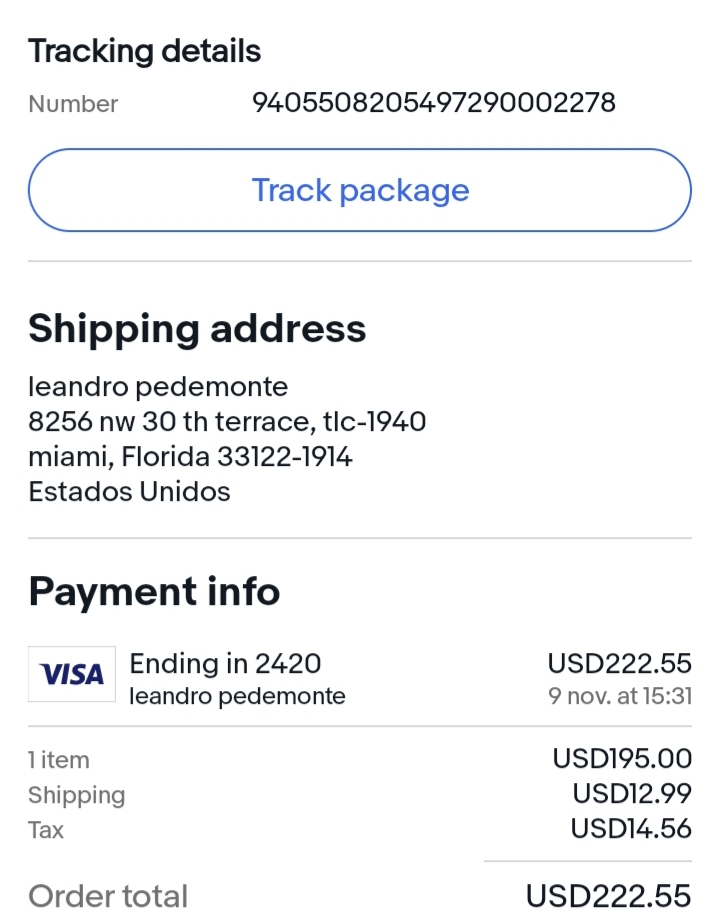 Tracking details
Number 9405508205497290002278
Track package
Shipping address
leandro pedemonte
8256 nw 30 th terrace, tlc-1940
miami, Florida 33122-1914
Estados Unidos
Payment info
VISA Ending in 2420 USD222.55
leandro pedemonte 9 nov. at 15:31
1 item USD195.00
Shipping USD12.99
Tax USD14.56
Order total USD222.55